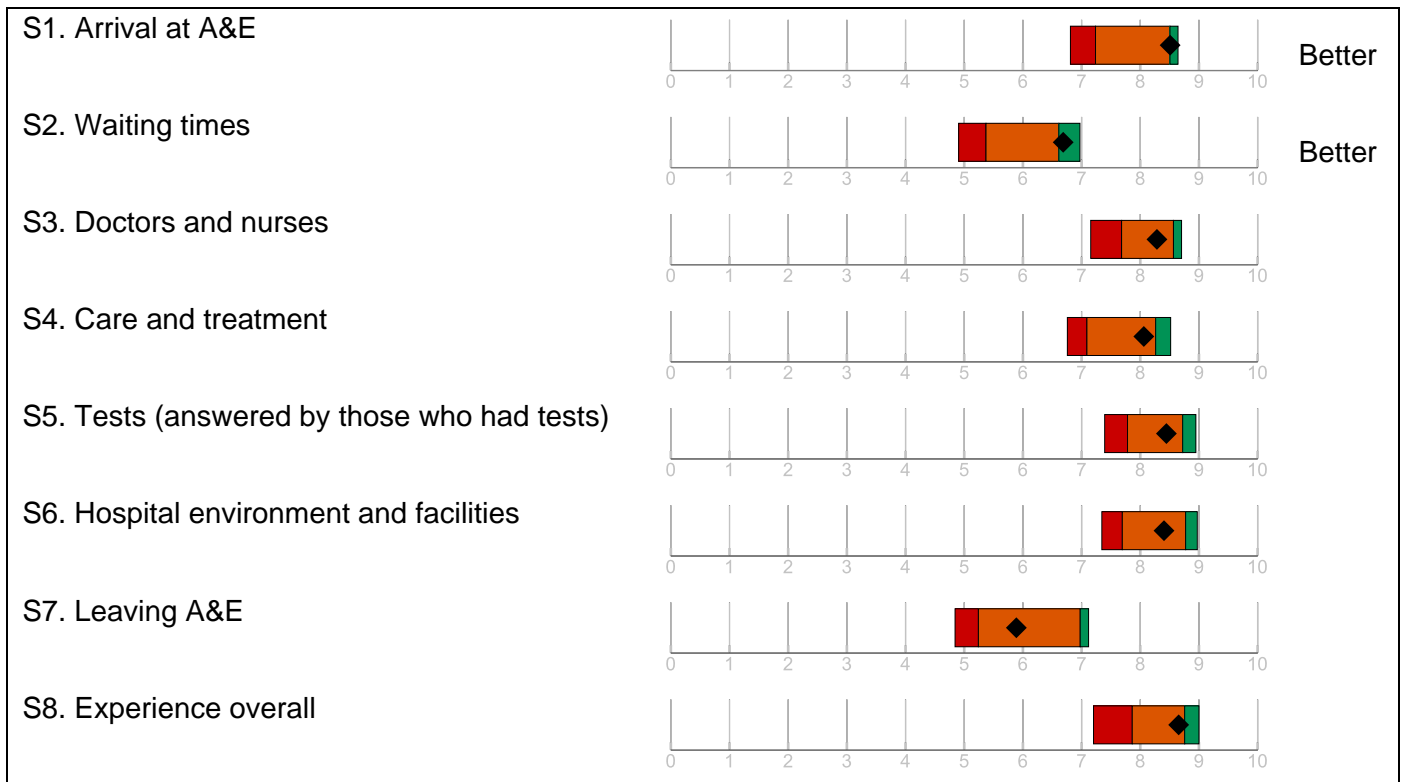 S1. Arrival at A&E
Better
0 1 2 3 4 5 6 7 8 9 10
S2. Waiting times
Better
0 1 2 3 4 5 6 7 8 9 10
S3. Doctors and nurses
0 1 2 3 4 5 6 7 8 9 10
S4. Care and treatment
0 1 2 3 4 5 6 7 8 9 10
S5. Tests (answered by those who had tests)
0 1 2 3 4 5 6 7 8 9 10
S6. Hospital environment and facilities
0 1 2 3 4 5 6 7 8 9 10
S7. Leaving A&E
0 1 2 3 4 5 6 7 8 9 10
S8. Experience overall
0 1 2 3 4 5 6 7 8 9 10